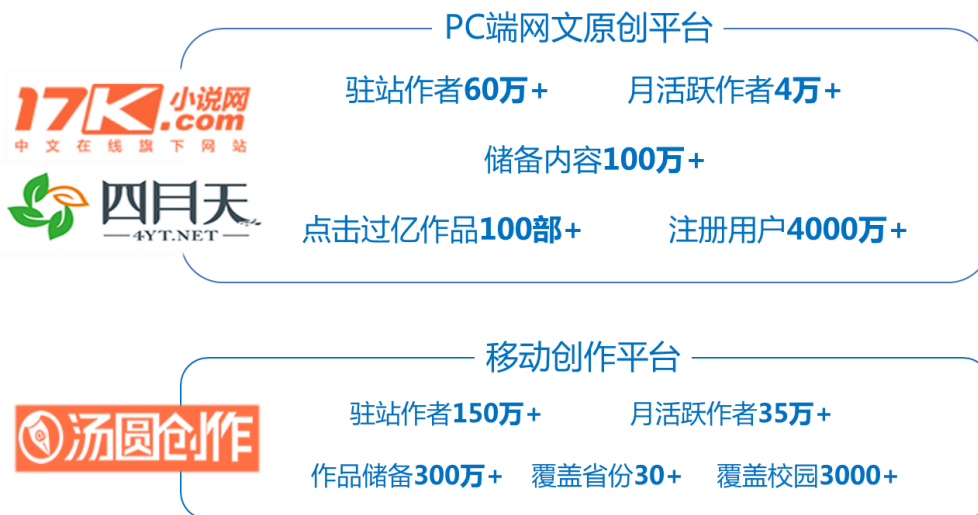 PC端网文原创平台
17K小说网
.com
中文在线旗下网站
驻站作者60万+ 月活跃作者4万+
储备内容100万+
四月天
4YT.NET
点击过亿作品100部+ 注册用户4000万+
移动创作平台
汤圆创作
驻站作者150万+ 月活跃作者35万+
作品储备300万+ 覆盖省份30+ 覆盖校园3000+